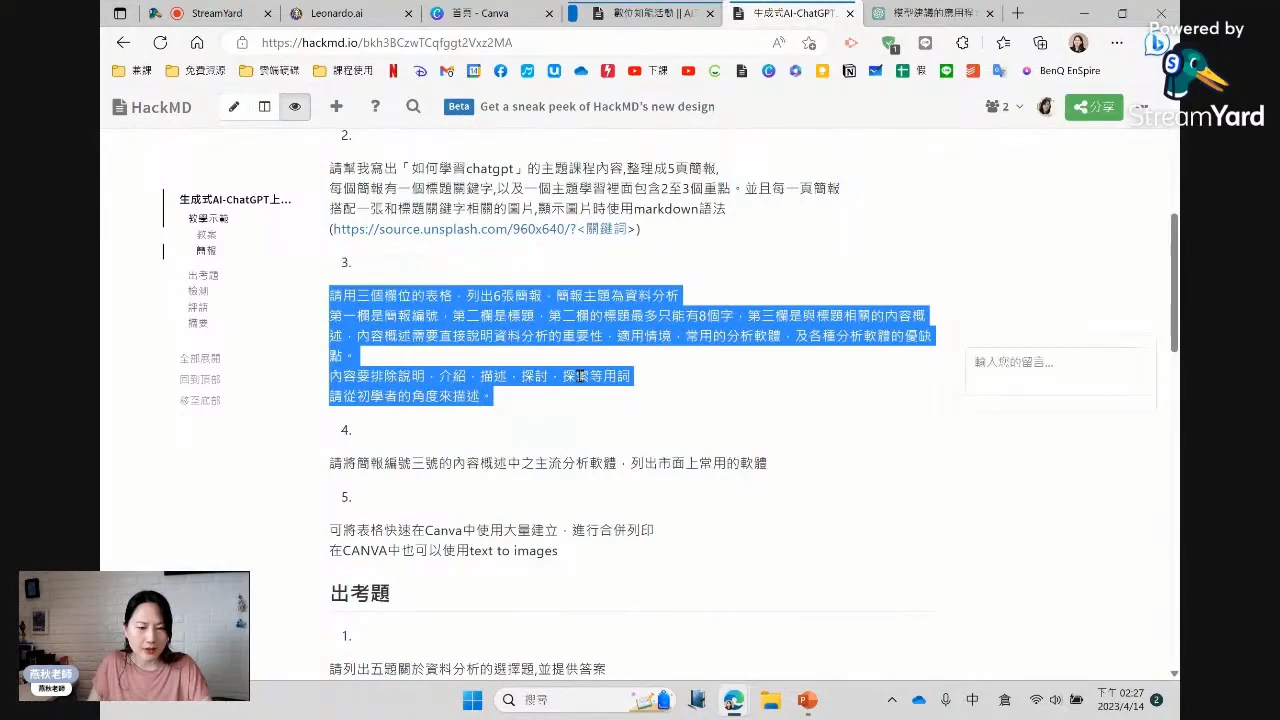 StreamYard
Leonardo.ai
首頁 - Canva
數位知能活動 || AI
生成式AI-ChatGPT
模型建議的應用程
https://hackmd.io/bkh3BCzwTCqfggt2Vxz2MA
兼課
免費資源
雲端硬碟
課程使用
下課
假
BenQ EnSpire
Powered by
StreamYard
HackMD
Beta
Get a sneak peek of HackMD's new design
2
分享
生成式AI-ChatGPT上...
教學示範
教案
簡報
出考題
檢測
評語
摘要
全部展開
回到頂部
移至底部
2.
請幫我寫出「如何學習chatgpt」的主題課程內容,整理成5頁簡報,
每個簡報有一個標題關鍵字,以及一個主題學習裡面包含2至3個重點。並且每一頁簡報
搭配一張和標題關鍵字相關的圖片,顯示圖片時使用markdown語法
(https://source.unsplash.com/960x640/?<關鍵詞>)
3.
請用三個欄位的表格，列出6張簡報，簡報主題為資料分析
第一欄是簡報編號，第二欄是標題，第二欄的標題最多只能有8個字，第三欄是與標題相關的內容概
述，內容概述需要直接說明資料分析的重要性，適用情境，常用的分析軟體，及各種分析軟體的優缺
點。
內容要排除說明，介紹，描述，探討，探 等用詞
請從初學者的角度來描述。
4.
請將簡報編號三號的內容概述中之主流分析軟體，列出市面上常用的軟體
5.
可將表格快速在Canva中使用大量建立，進行合併列印
在CANVA中也可以使用text to images
出考題
1.
請列出五題關於資料分析的選擇題,並提供答案
輸入您的留言...
燕秋老師
燕秋老師
搜尋
中
倉
下午 02:27
2023/4/14
2